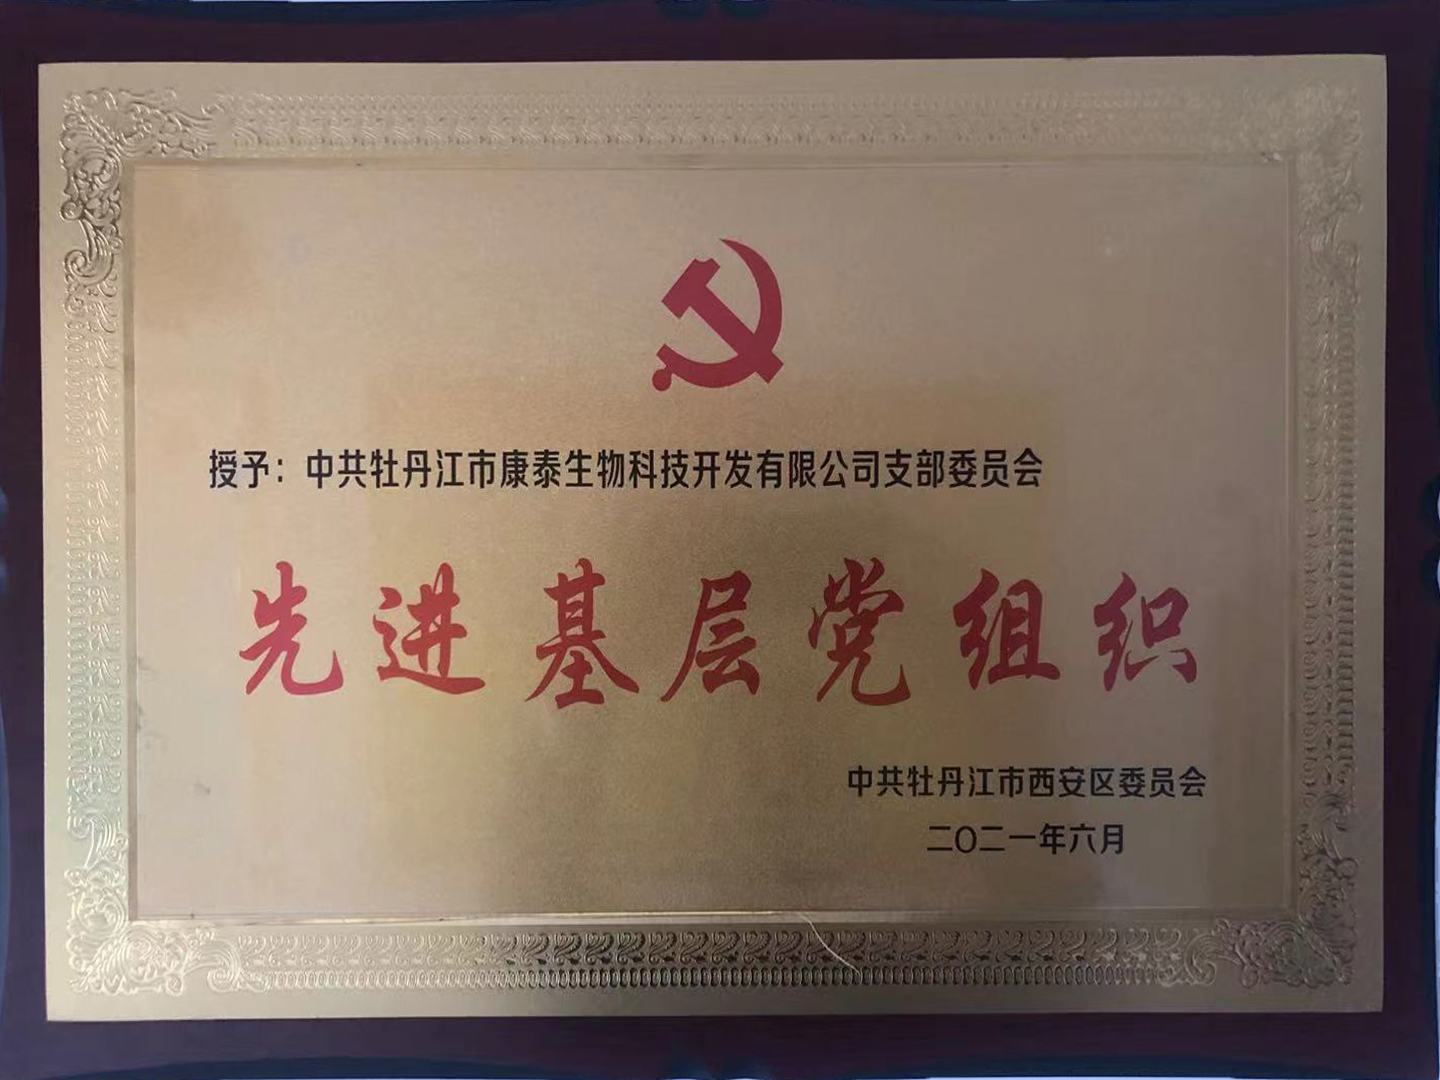 授予：中共牡丹江市康泰生物科技开发有限公司支部委员会
先进基层党组织
中共牡丹江市西安区委员会
二〇二一年六月